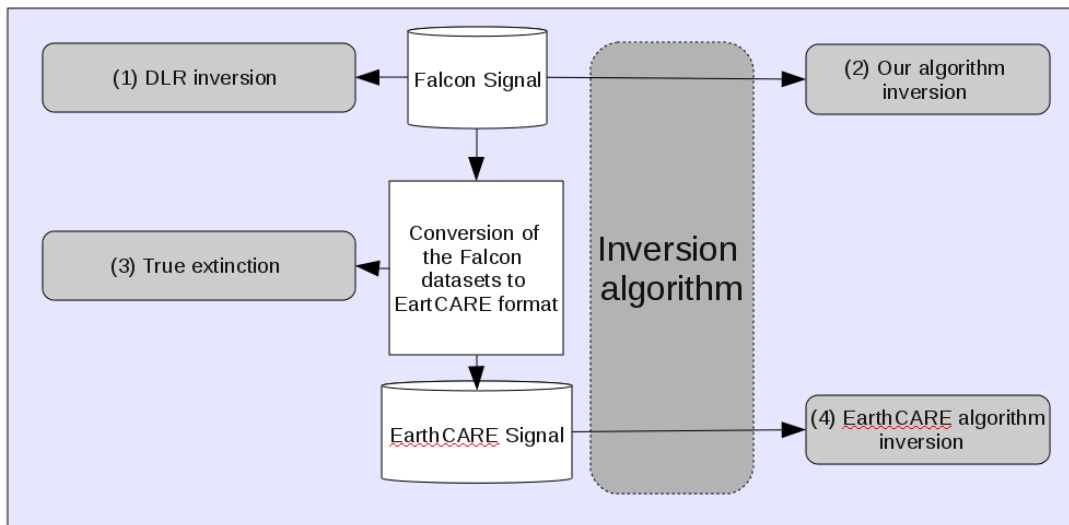 (1) DLR inversion
Falcon Signal
(2) Our algorithm
inversion
Conversion of
the Falcon
datasets to
EartCARE format
(3) True extinction
Inversion
algorithm
EarthCARE Signal
(4) EarthCARE algorithm
inversion